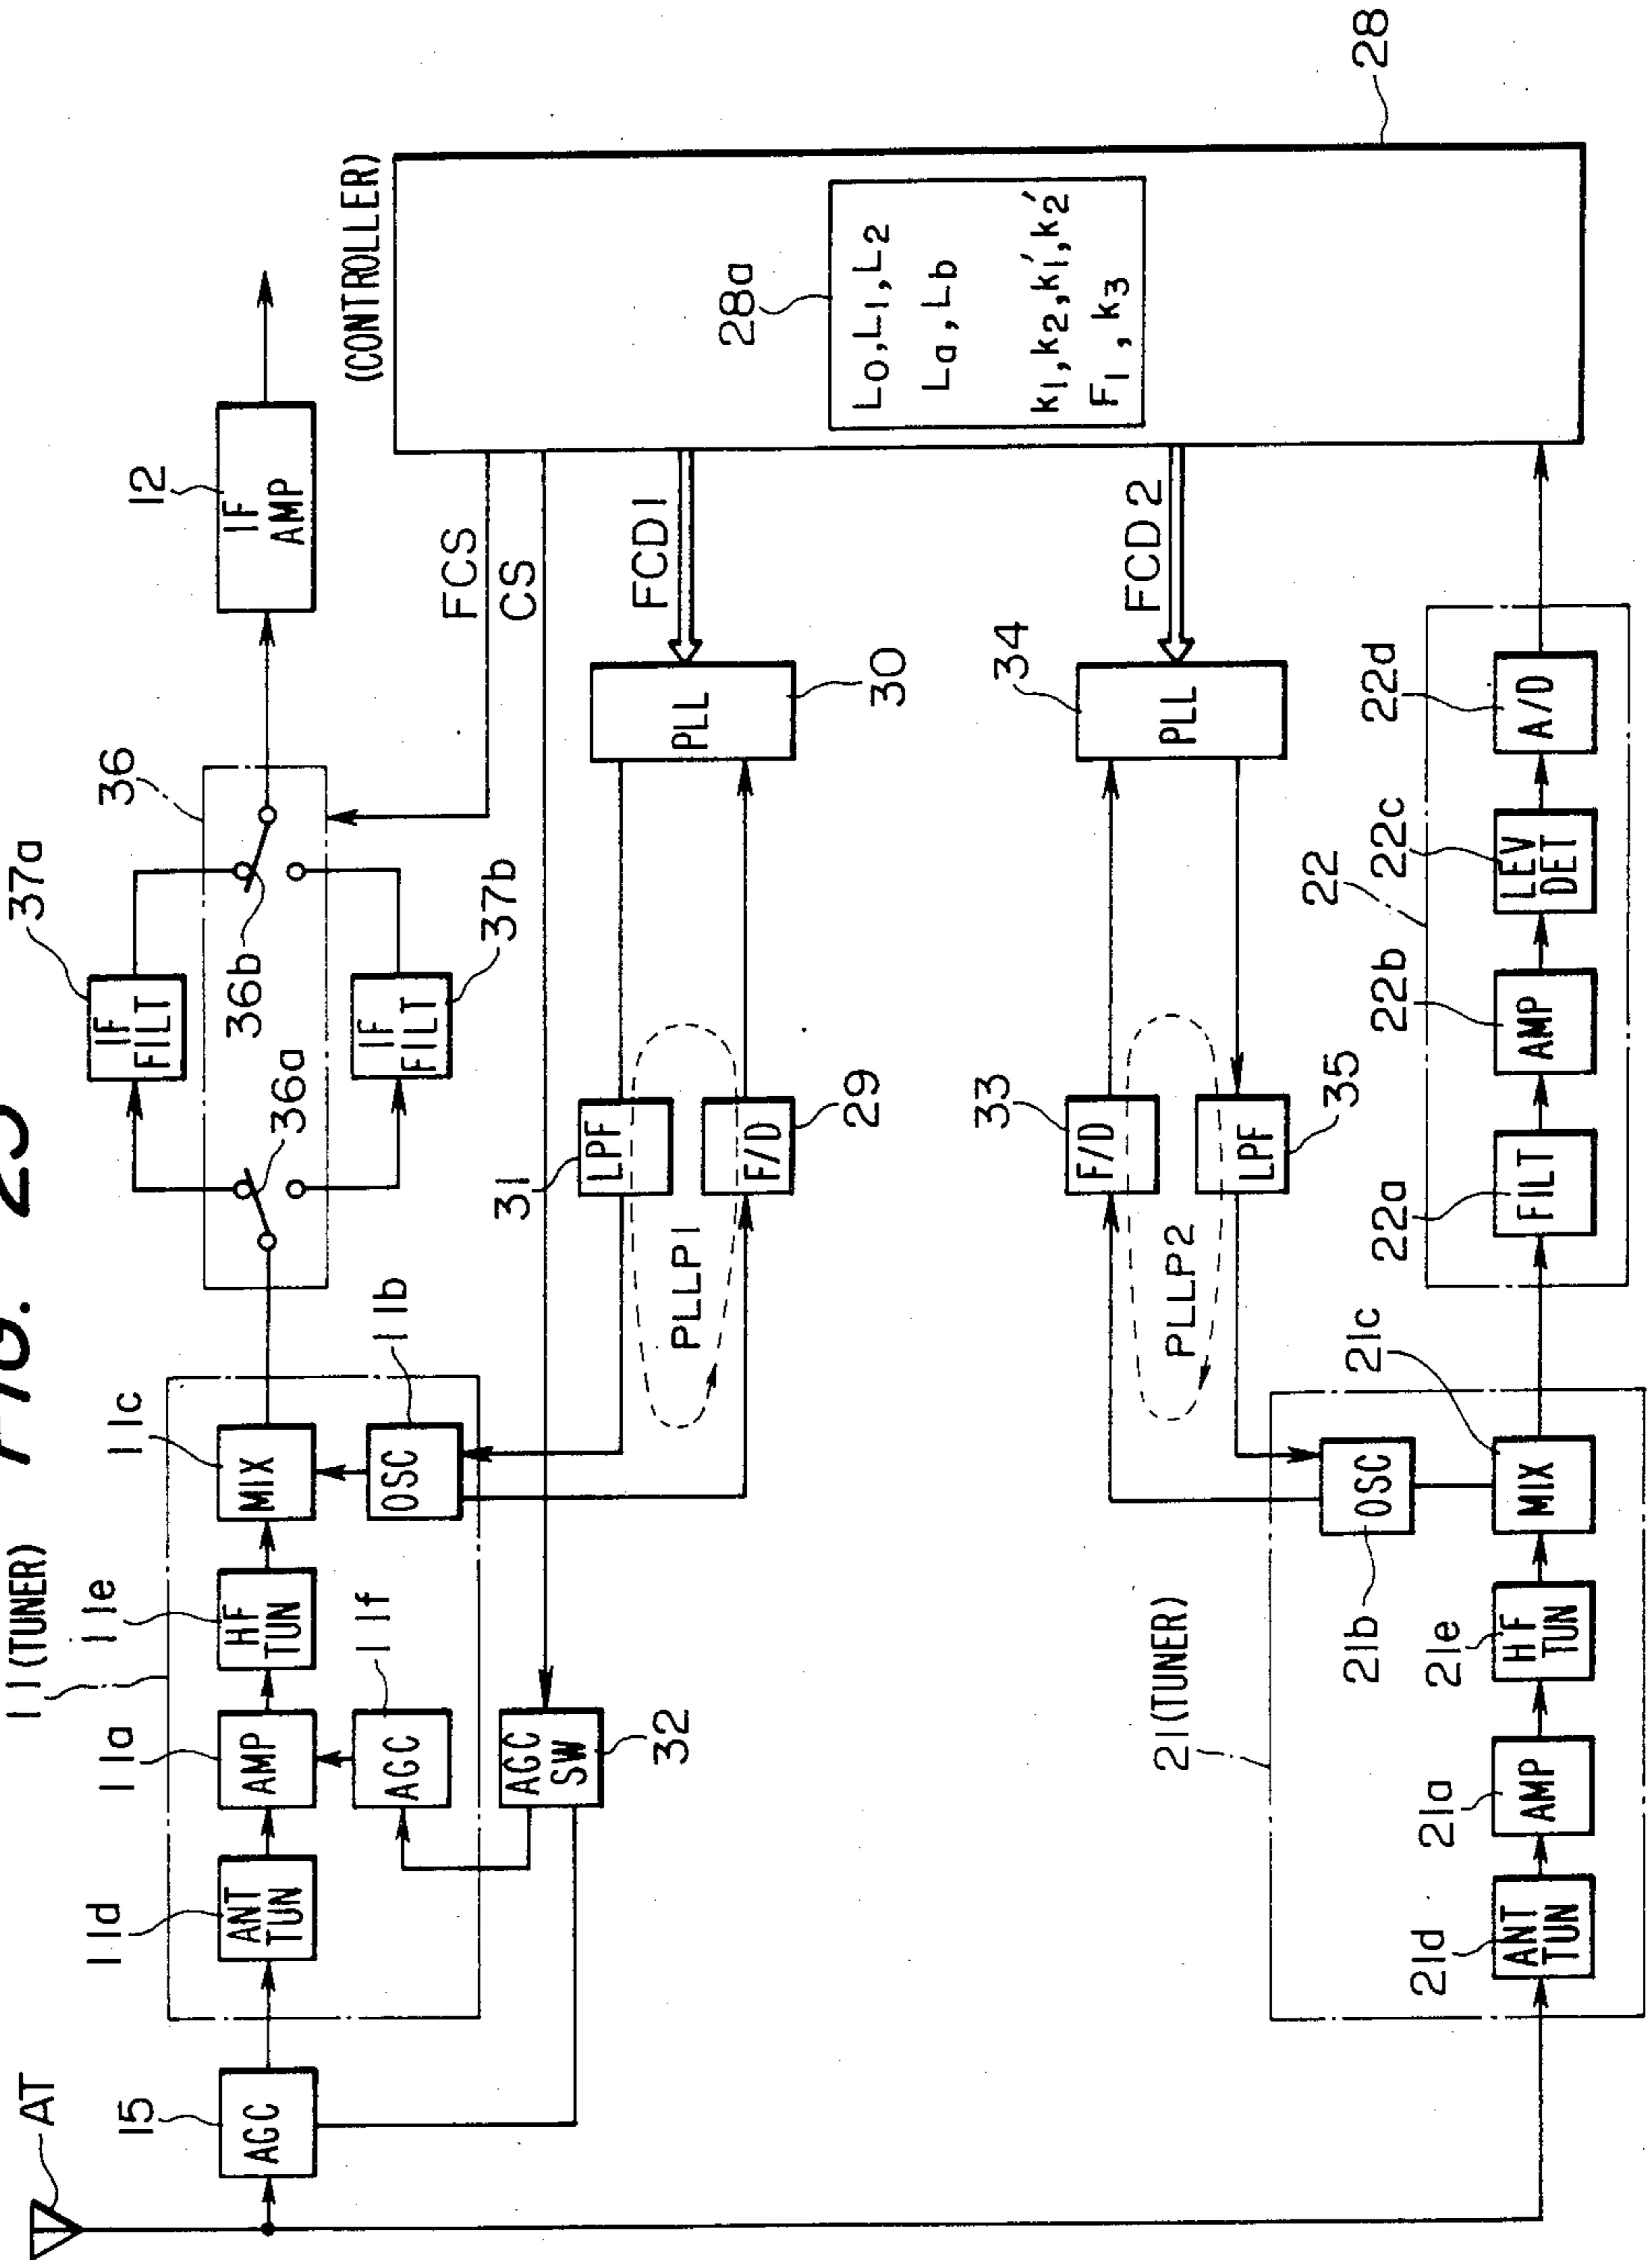 FIG. 23
AT
15
AGC
11 (TUNER)
11d
ANT
TUN
11a
AMP
11e
HF
TUN
11c
MIX
11f
AGC
11b
OSC
AGC
SW
32
36
36a
36b
37a
IF
FILT
IF
FILT
37b
12
IF
AMP
FCS
CS
(CONTROLLER)
28
28a
L0, L1, L2
La, Lb
k1, k2, k1', k2'
F1, k3
31
LPF
F/D
29
PLLP1
PLL
30
FCD1
33
F/D
LPF
35
PLLP2
34
PLL
FCD2
21 (TUNER)
21d
ANT
TUN
21a
AMP
21e
HF
TUN
21b
OSC
21c
MIX
22
22a
FILT
22b
AMP
22c
LEV
DET
22d
A/D